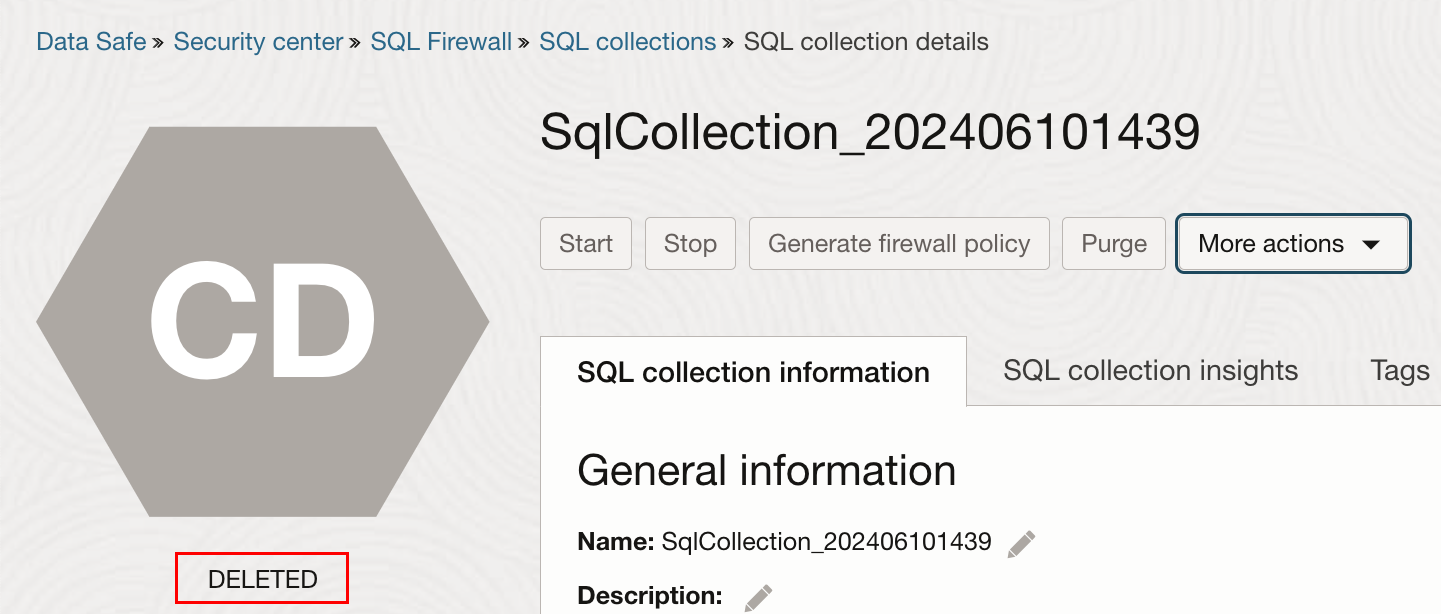 Data Safe » Security center » SQL Firewall » SQL collections » SQL collection details
SqlCollection_202406101439
Start Stop Generate firewall policy Purge More actions
CD
SQL collection information SQL collection insights Tags
General information
Name: SqlCollection_202406101439
DELETED
Description: